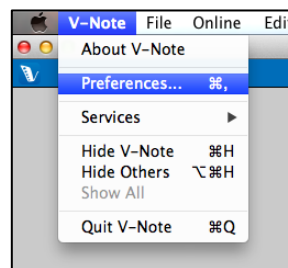 V-Note File Online Edi
About V-Note
Preferences... ⌘,
Services ▶
Hide V-Note ⌘H
Hide Others ⌥⌘H
Show All
Quit V-Note ⌘Q